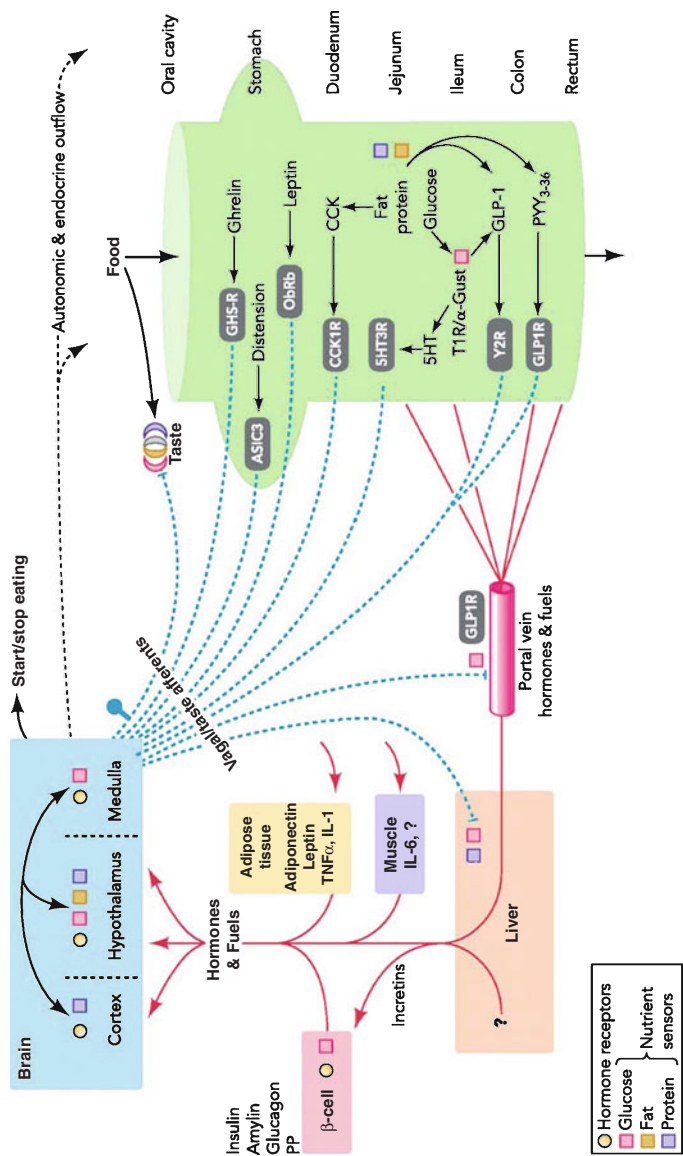 Brain
Cortex
Hypothalamus
Medulla
Start/stop eating
Autonomic & endocrine outflow
Food
Taste
Vagal/taste afferents
Oral cavity
Stomach
Duodenum
Jejunum
Ileum
Colon
Rectum
GHS-R
Ghrelin
ASIC3
Distension
ObRb
Leptin
CCK1R
CCK
Fat
protein
5HT3R
5HT
Glucose
T1R/α-Gust
Y2R
GLP-1
GLP1R
PYY3-36
GLP1R
Portal vein
hormones & fuels
Hormones
& Fuels
Adipose
tissue
Adiponectin
Leptin
TNFα, IL-1
Muscle
IL-6, ?
Liver
?
Incretins
Insulin
Amylin
Glucagon
PP
β-cell
Hormone receptors
Glucose
Fat
Protein
Nutrient
sensors